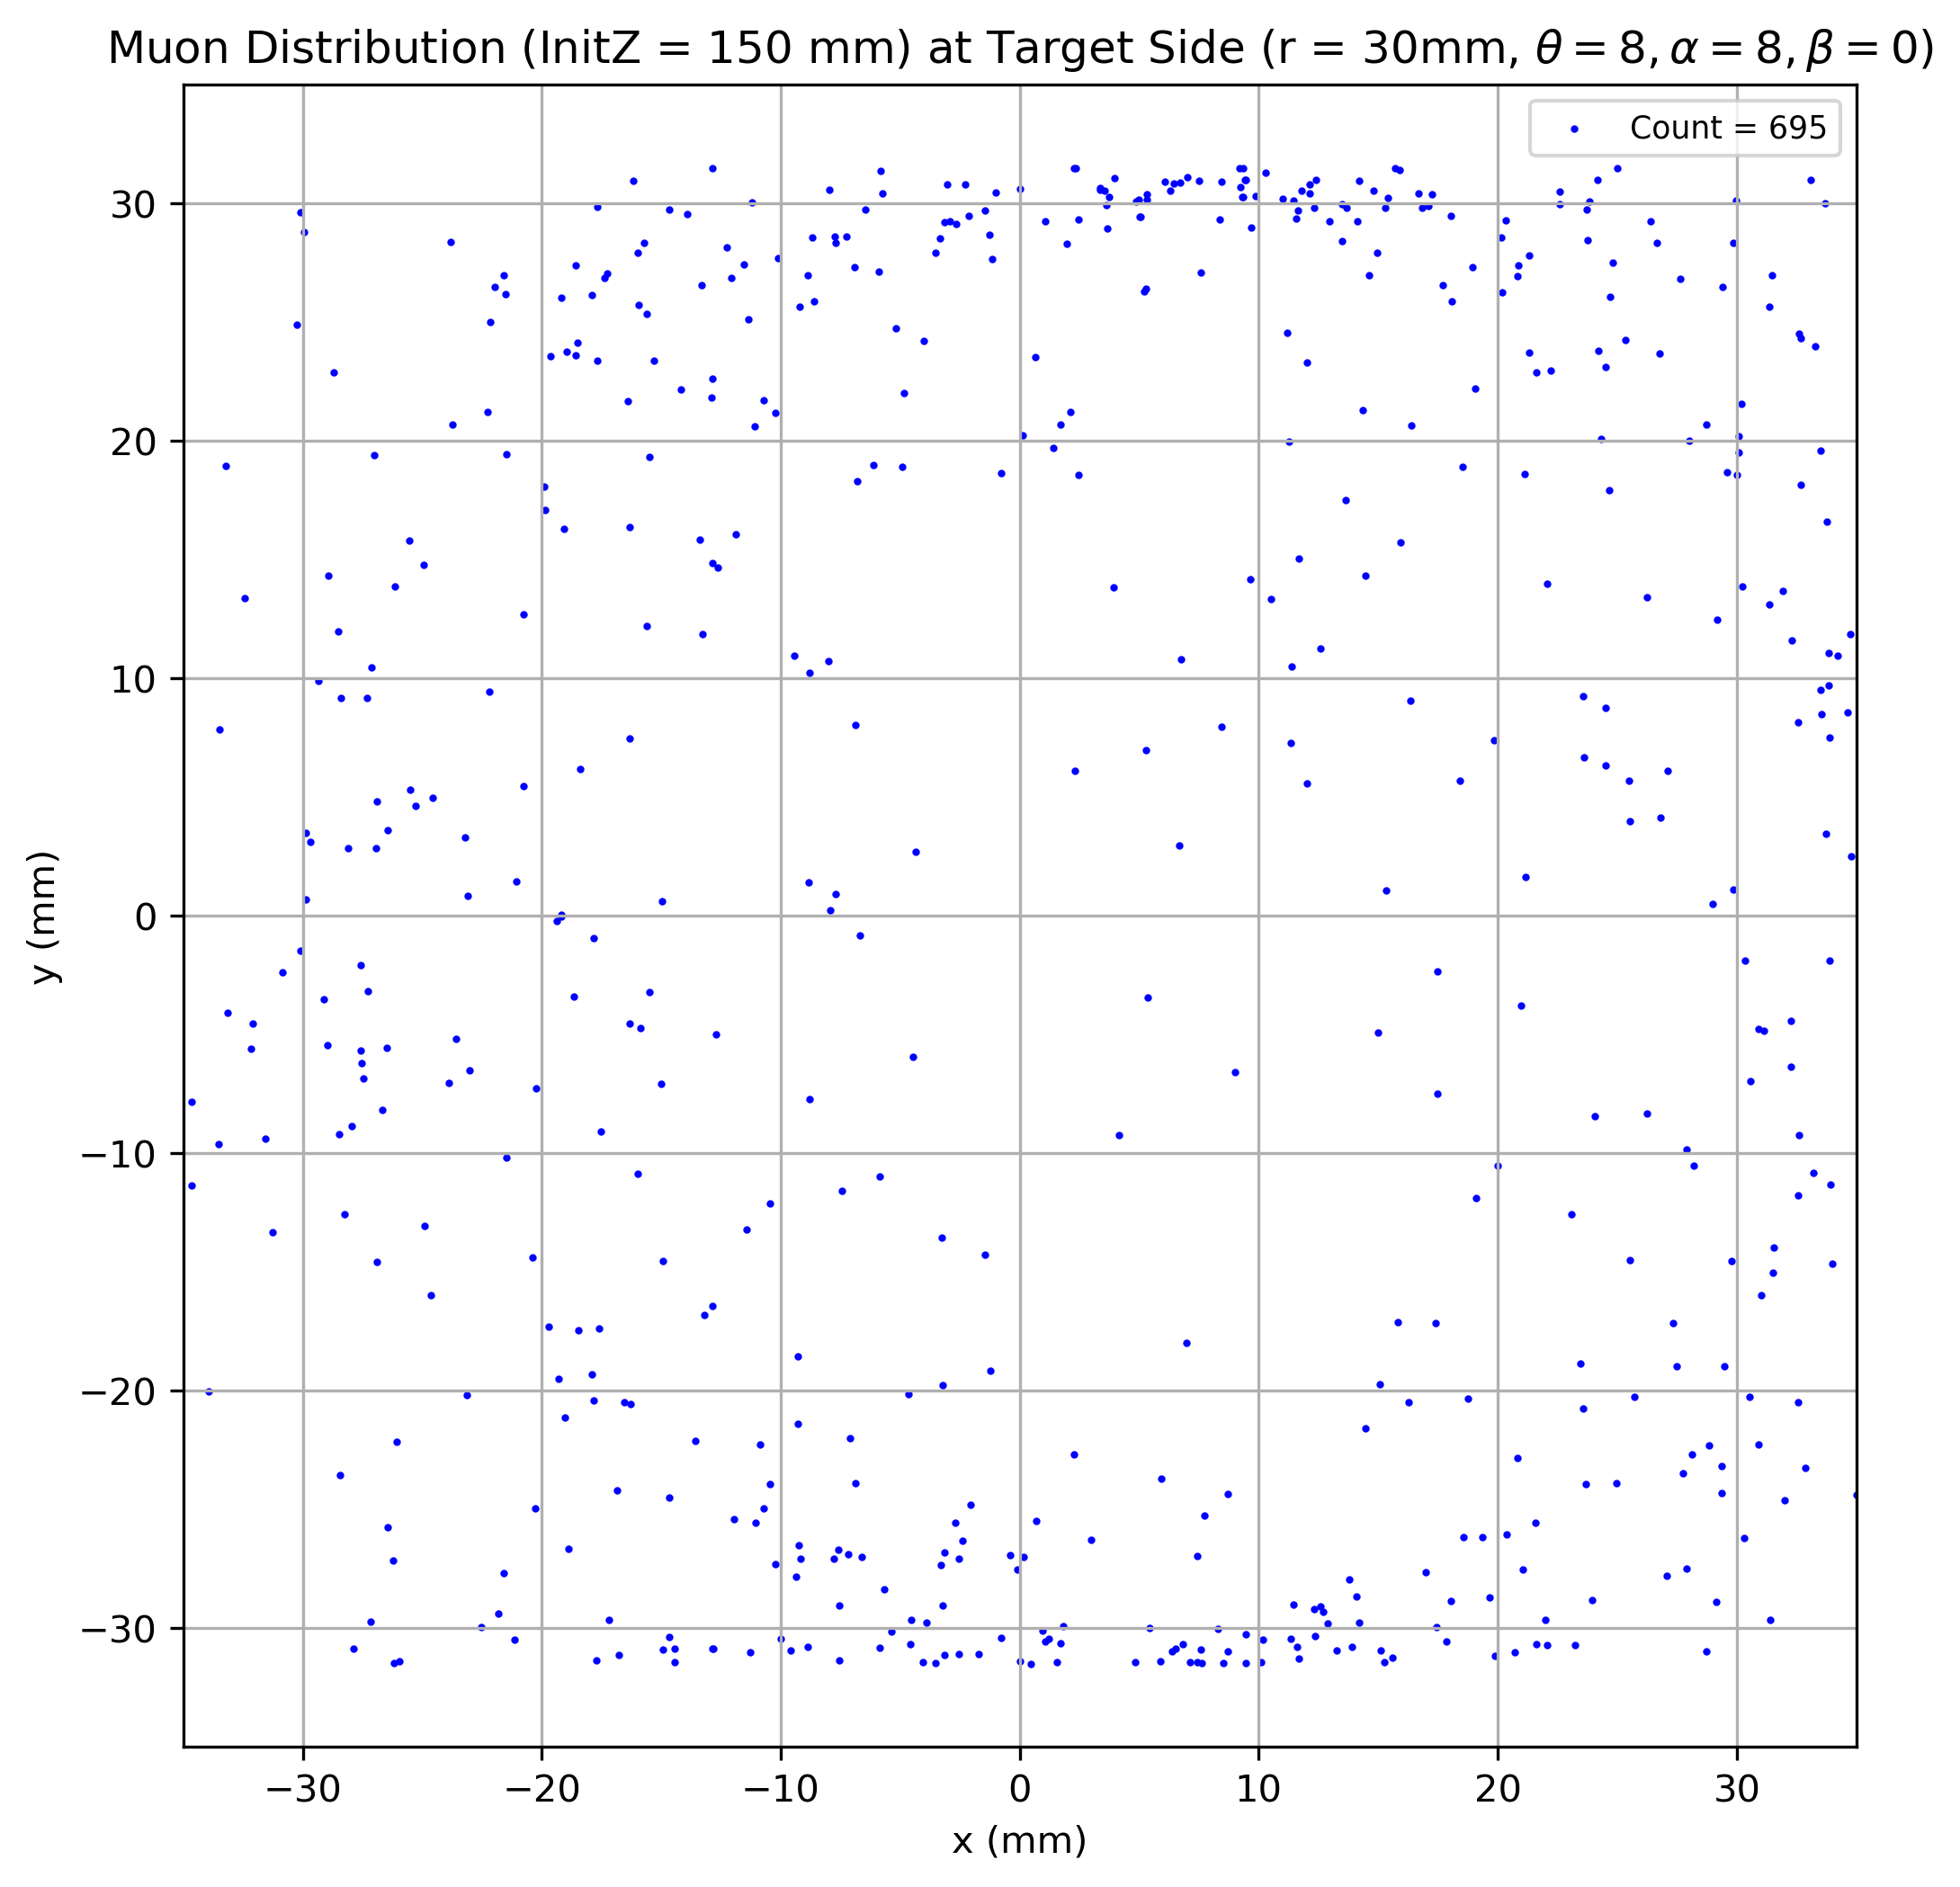 Muon Distribution (InitZ = 150 mm) at Target Side (r = 30mm, θ = 8, α = 8, β = 0)
Count = 695
30
20
10
0
−10
−20
−30
y (mm)
−30 −20 −10 0 10 20 30
x (mm)